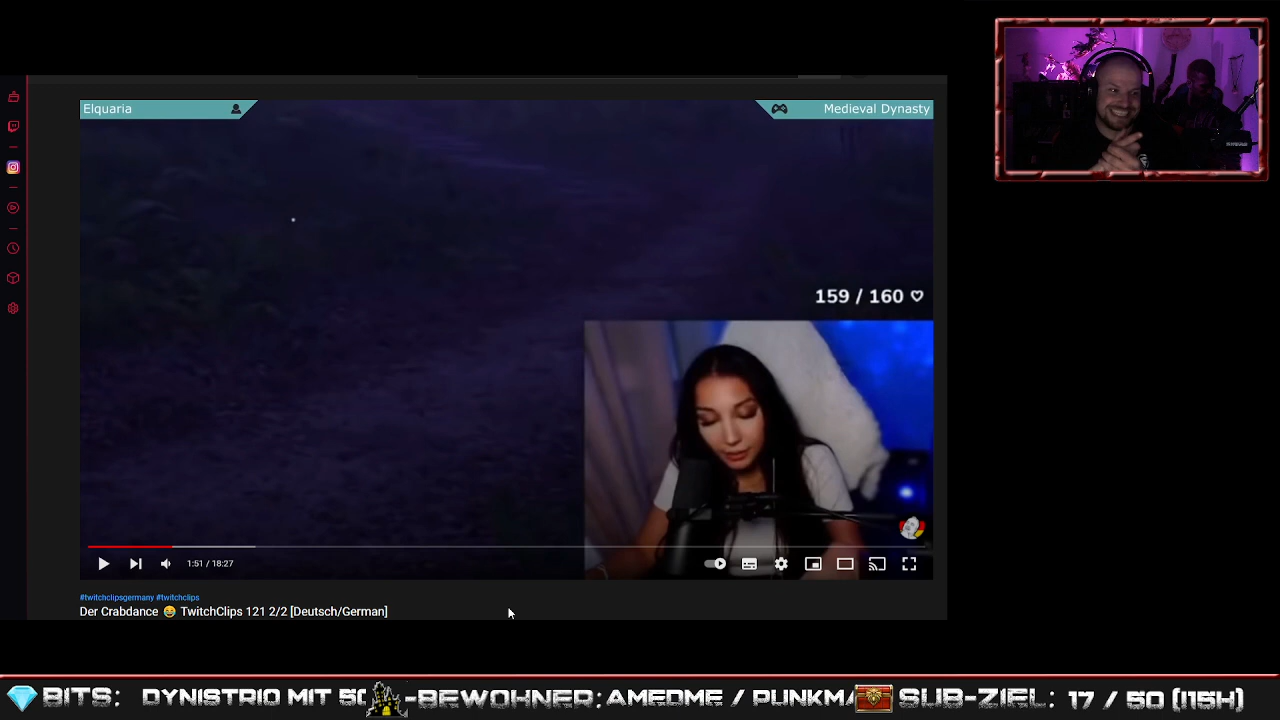 Elquaria
Medieval Dynasty
159 / 160
1:51 / 18:27
#twitchclipsgermany #twitchclips
Der Crabdance 😂 TwitchClips 121 2/2 [Deutsch/German]
BITS: DYNISTRIO MIT 50
-BEWOHNER: AMEDME / PUNKMA
SUB-ZIEL: 17 / 50 (115H)